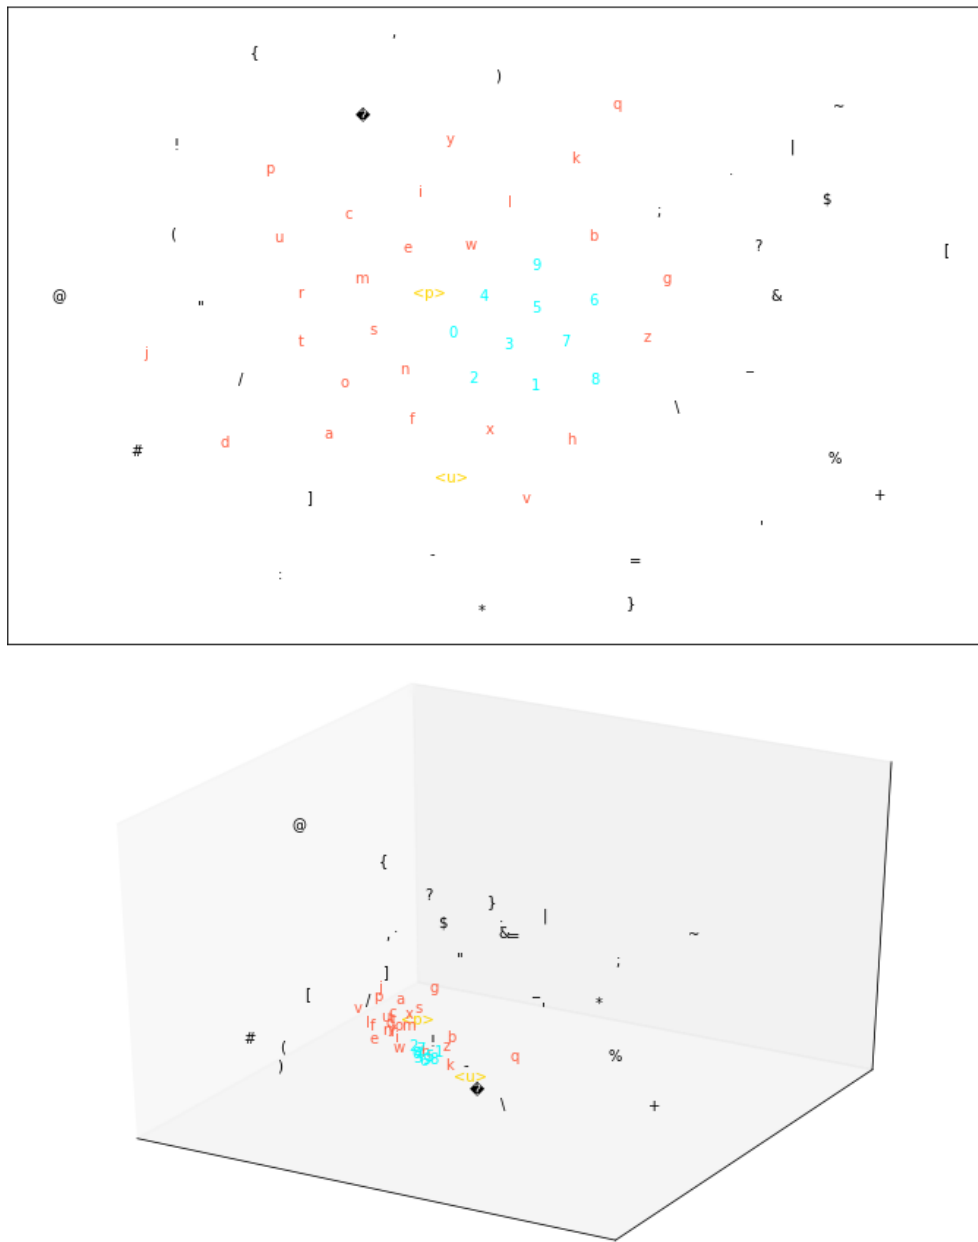 ,
{
)
q
~
�
!
y
|
k
p
.
i
$
l
c
;
(
u
b
w
?
e
[
9
m
g
r
<p>
4
@
&
6
"
5
s
0
z
t
3
7
j
n
_
/
2
8
o
1
\
f
x
a
h
d
#
%
<u>
+
]
v
'
-
=
:
}
*
@
{
?
}
|
$
.
&=
~
,
"
;
]
j
g
[
p
a
/
_,
*
v
x
s
<p>
#
b
e
(
w
z
q
%
)
k
-
<u>
�
\
+